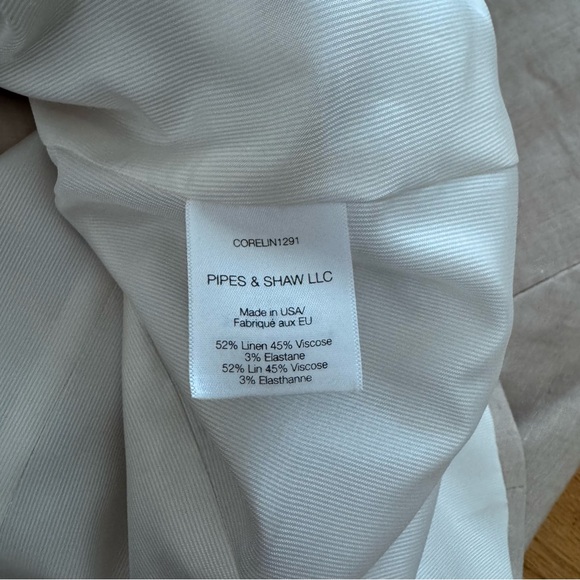 CORELIN1291
PIPES & SHAW LLC
Made in USA/
Fabriqué aux EU
52% Linen 45% Viscose
3% Elastane
52% Lin 45% Viscose
3% Elasthanne